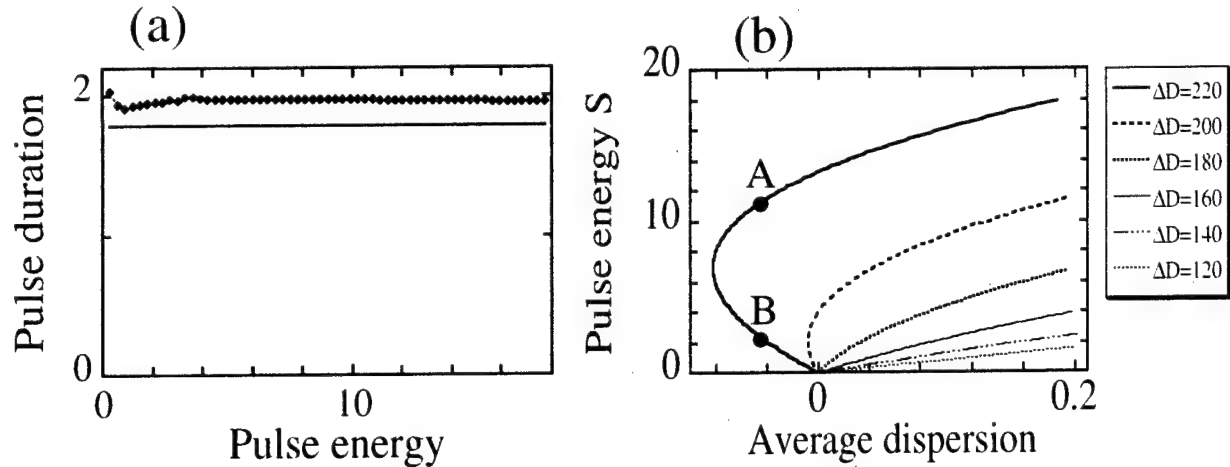 (a)
2
0
Pulse duration
0
10
Pulse energy
(b)
20
10
0
Pulse energy S
A
B
0
0.2
Average dispersion
ΔD=220
ΔD=200
ΔD=180
ΔD=160
ΔD=140
ΔD=120